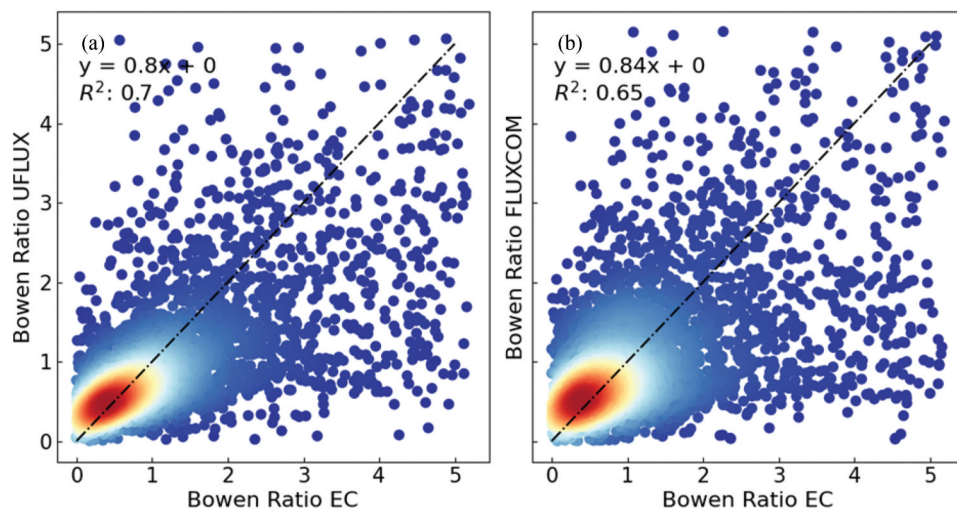 (a)
y = 0.8x + 0
R²: 0.7
5
4
3
2
1
0
Bowen Ratio UFLUX
0 1 2 3 4 5
Bowen Ratio EC
(b)
y = 0.84x + 0
R²: 0.65
Bowen Ratio FLUXCOM
0 1 2 3 4 5
Bowen Ratio EC